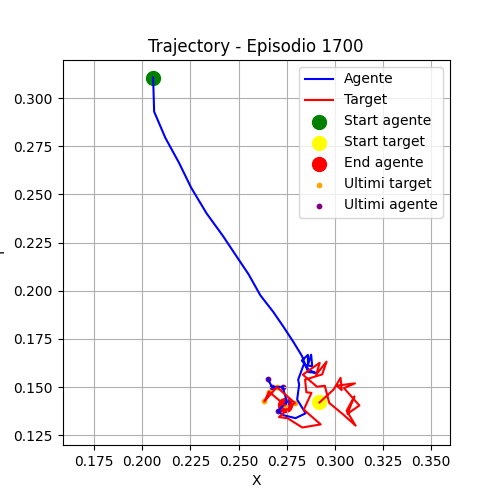 Trajectory - Episodio 1700
Agente
Target
Start agente
Start target
End agente
Ultimi target
Ultimi agente
0.300
0.275
0.250
0.225
0.200
0.175
0.150
0.125
0.175 0.200 0.225 0.250 0.275 0.300 0.325 0.350
X